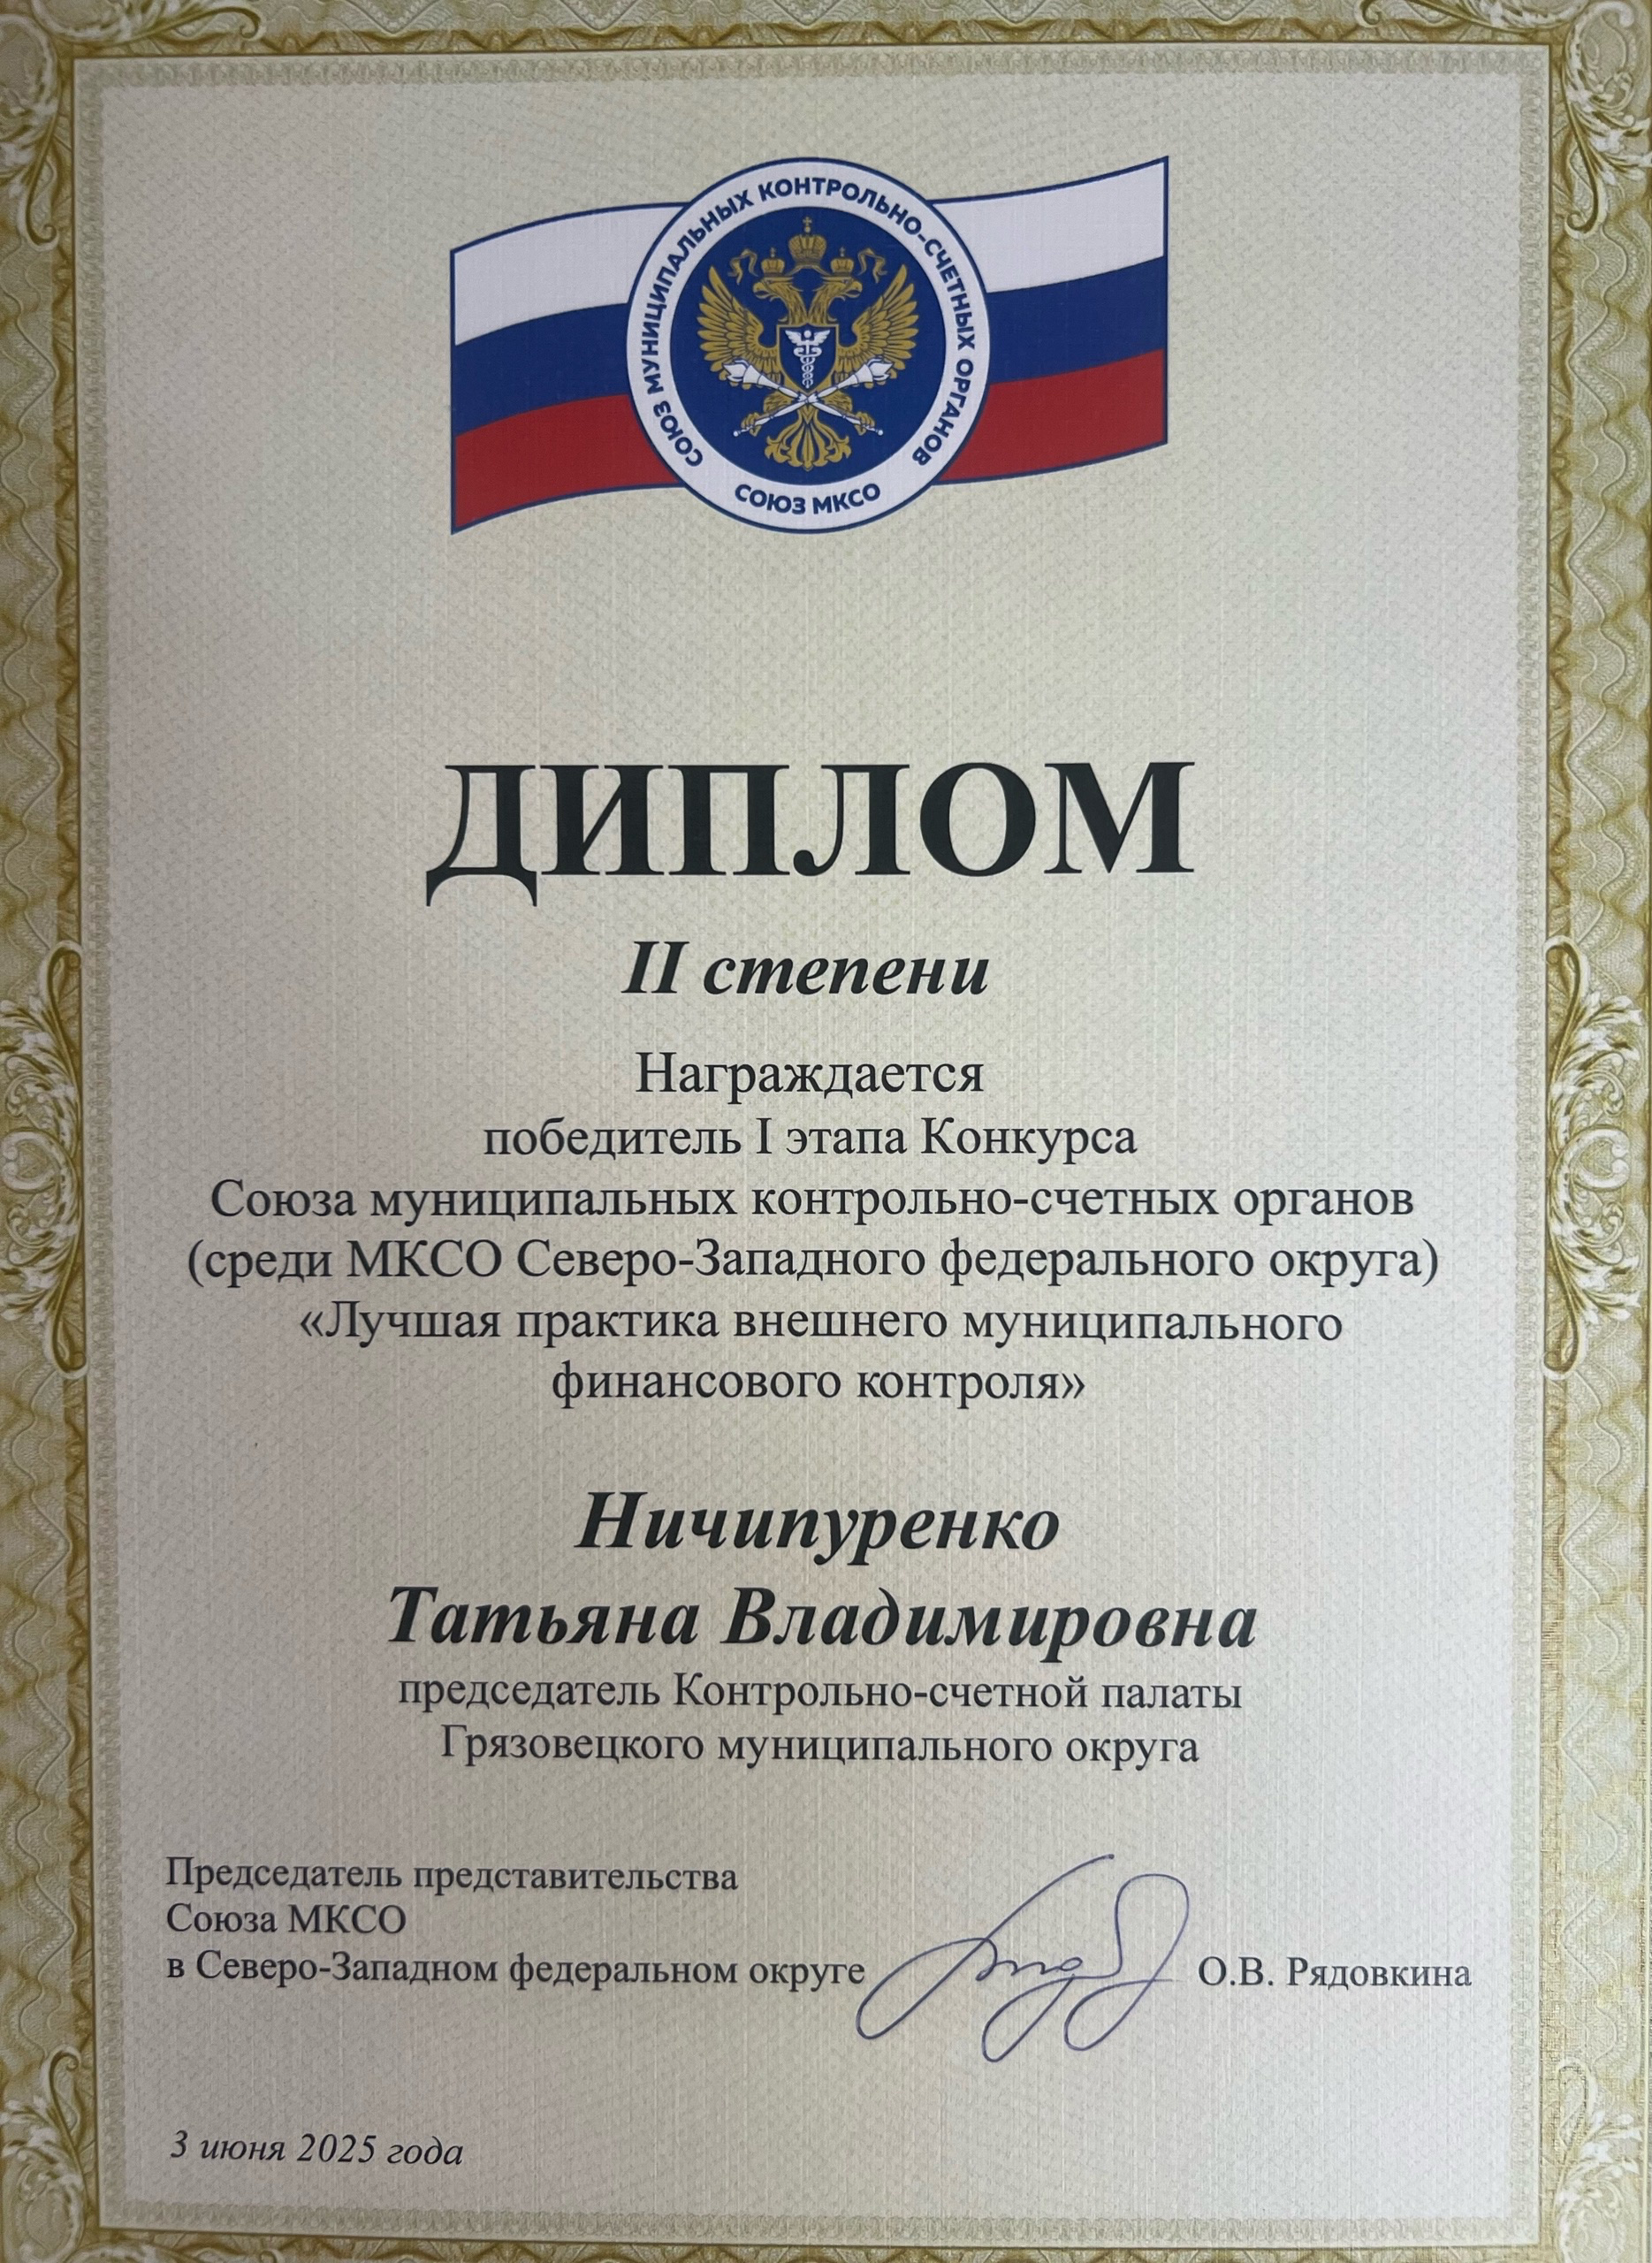 СОЮЗ МУНИЦИПАЛЬНЫХ КОНТРОЛЬНО-СЧЕТНЫХ ОРГАНОВ
СОЮЗ МКСО
ДИПЛОМ
II степени
Награждается
победитель I этапа Конкурса
Союза муниципальных контрольно-счетных органов
(среди МКСО Северо-Западного федерального округа)
«Лучшая практика внешнего муниципального
финансового контроля»
Ничипуренко
Татьяна Владимировна
председатель Контрольно-счетной палаты
Грязовецкого муниципального округа
Председатель представительства
Союза МКСО
в Северо-Западном федеральном округе О.В. Рядовкина
3 июня 2025 года